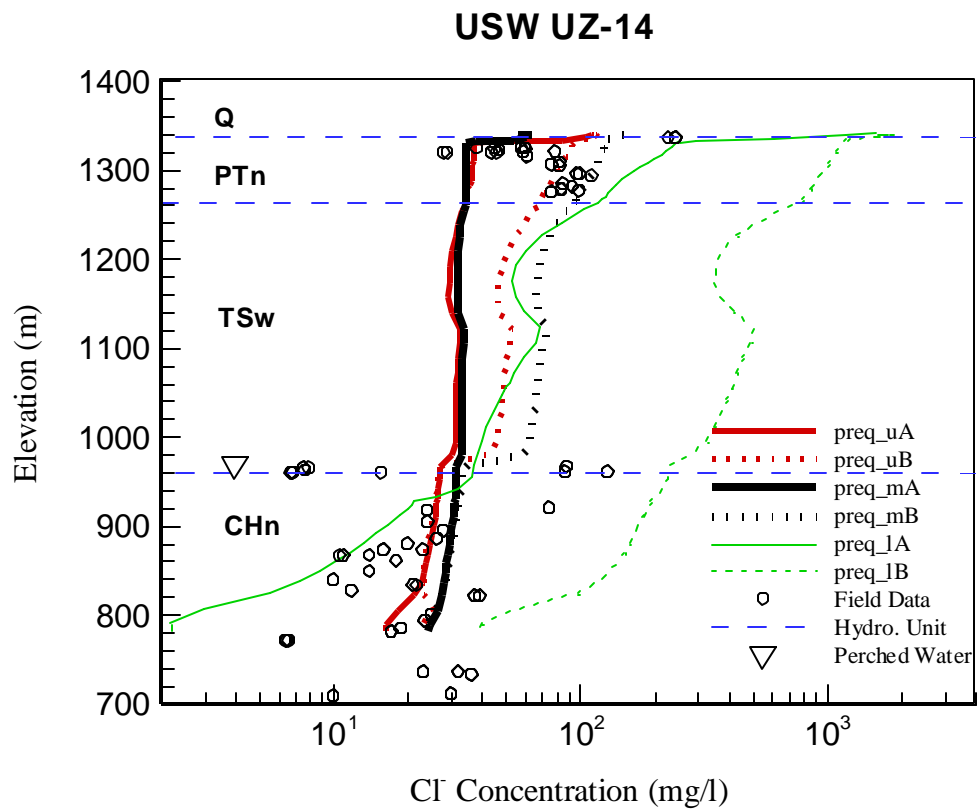 USW UZ-14
1400
Q
1300
PTn
1200
TSw
1100
1000
900
CHn
800
700
Elevation (m)
preq_uA
preq_uB
preq_mA
preq_mB
preq_lA
preq_lB
Field Data
Hydro. Unit
Perched Water
10¹ 10² 10³
Cl⁻ Concentration (mg/l)